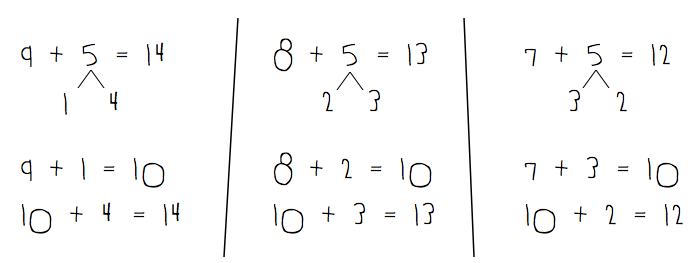 9 + 5 = 14
1 4
9 + 1 = 10
10 + 4 = 14
8 + 5 = 13
2 3
8 + 2 = 10
10 + 3 = 13
7 + 5 = 12
3 2
7 + 3 = 10
10 + 2 = 12